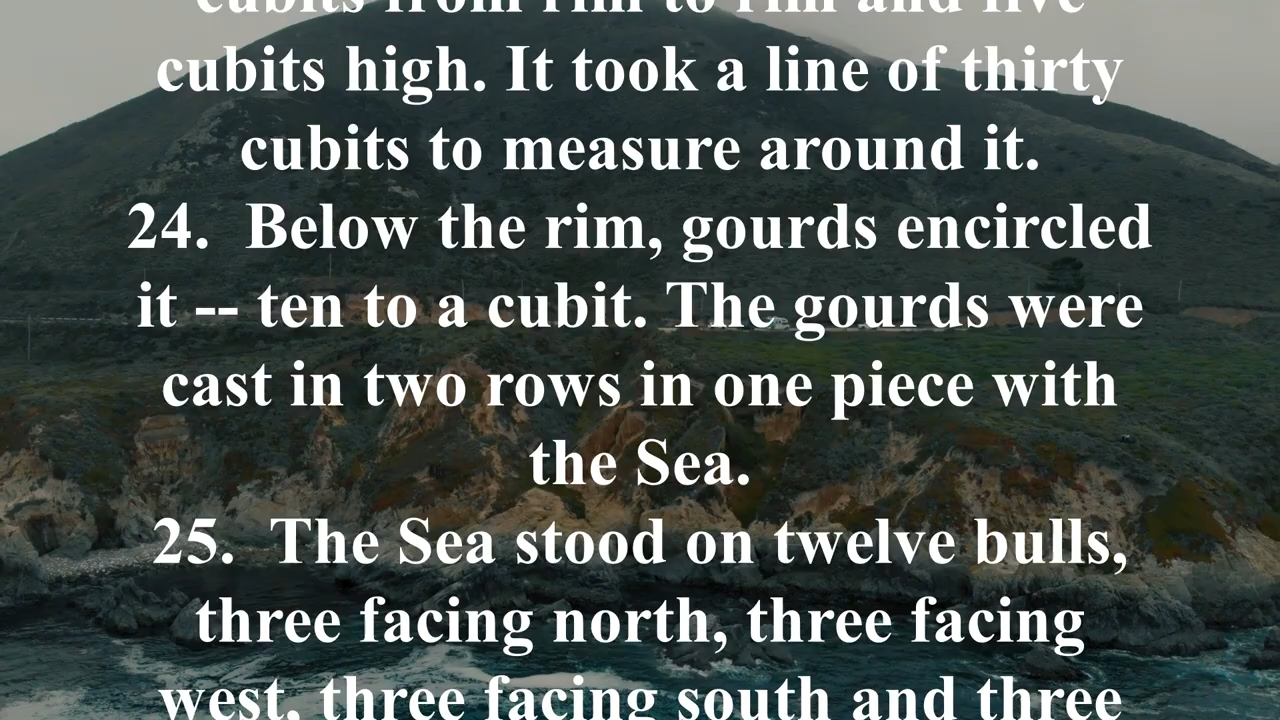 cubits from rim to rim and five
cubits high. It took a line of thirty
cubits to measure around it.
24. Below the rim, gourds encircled
it -- ten to a cubit. The gourds were
cast in two rows in one piece with
the Sea.
25. The Sea stood on twelve bulls,
three facing north, three facing
west, three facing south and three